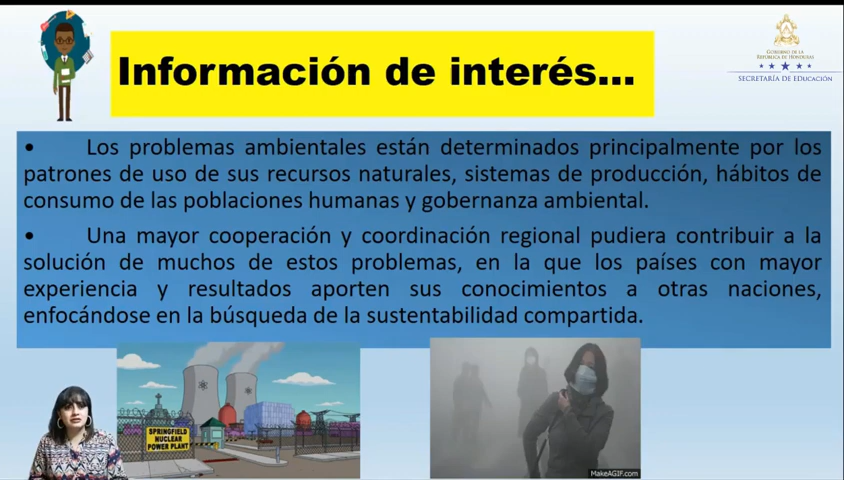 Información de interés...
GOBIERNO DE LA
REPÚBLICA DE HONDURAS
SECRETARÍA DE EDUCACIÓN
• Los problemas ambientales están determinados principalmente por los
patrones de uso de sus recursos naturales, sistemas de producción, hábitos de
consumo de las poblaciones humanas y gobernanza ambiental.
• Una mayor cooperación y coordinación regional pudiera contribuir a la
solución de muchos de estos problemas, en la que los países con mayor
experiencia y resultados aporten sus conocimientos a otras naciones,
enfocándose en la búsqueda de la sustentabilidad compartida.
SPRINGFIELD
NUCLEAR
POWER PLANT
MakeAGIF.com